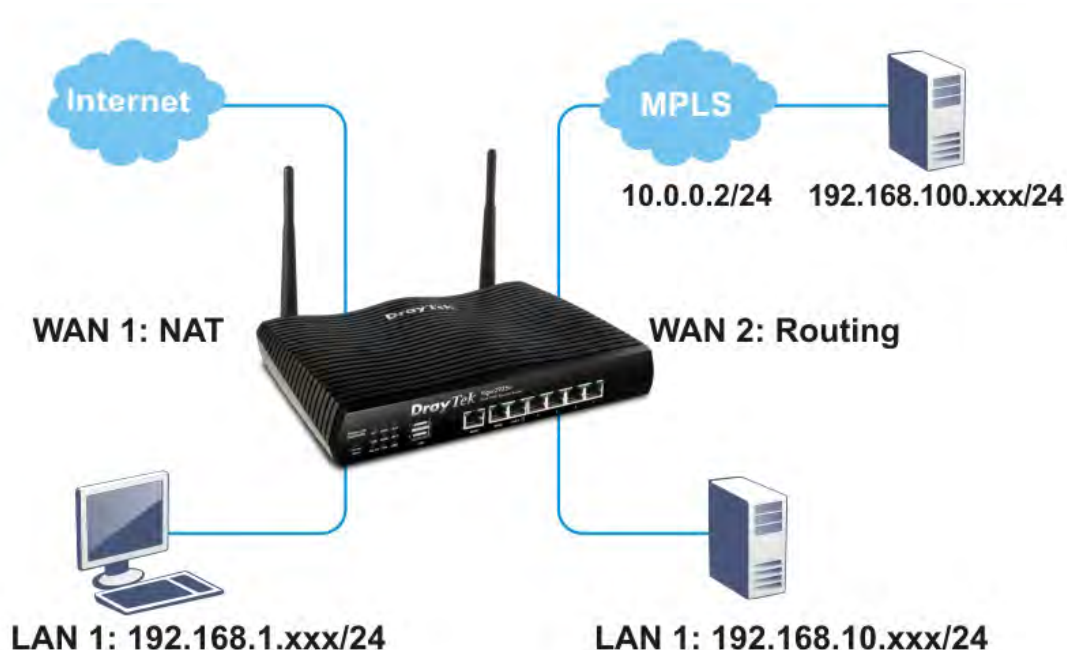 Internet
MPLS
10.0.0.2/24
192.168.100.xxx/24
WAN 1: NAT
WAN 2: Routing
DrayTek
DrayTek
LAN 1: 192.168.1.xxx/24
LAN 1: 192.168.10.xxx/24